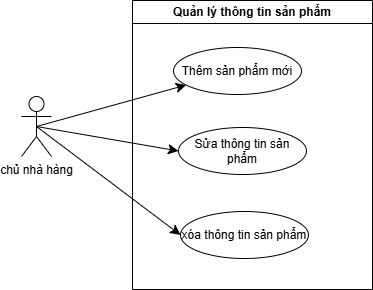 Quản lý thông tin sản phẩm
Thêm sản phẩm mới
Sửa thông tin sản
phẩm
chủ nhà hàng
xóa thông tin sản phẩm